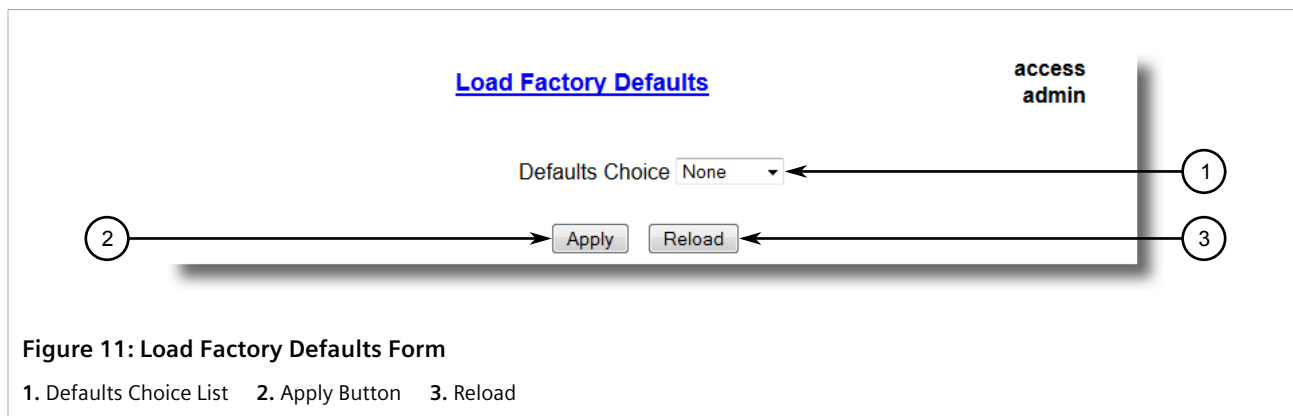 Load Factory Defaults
access
admin
Defaults Choice None
1
2
Apply Reload
3
Figure 11: Load Factory Defaults Form
1. Defaults Choice List 2. Apply Button 3. Reload